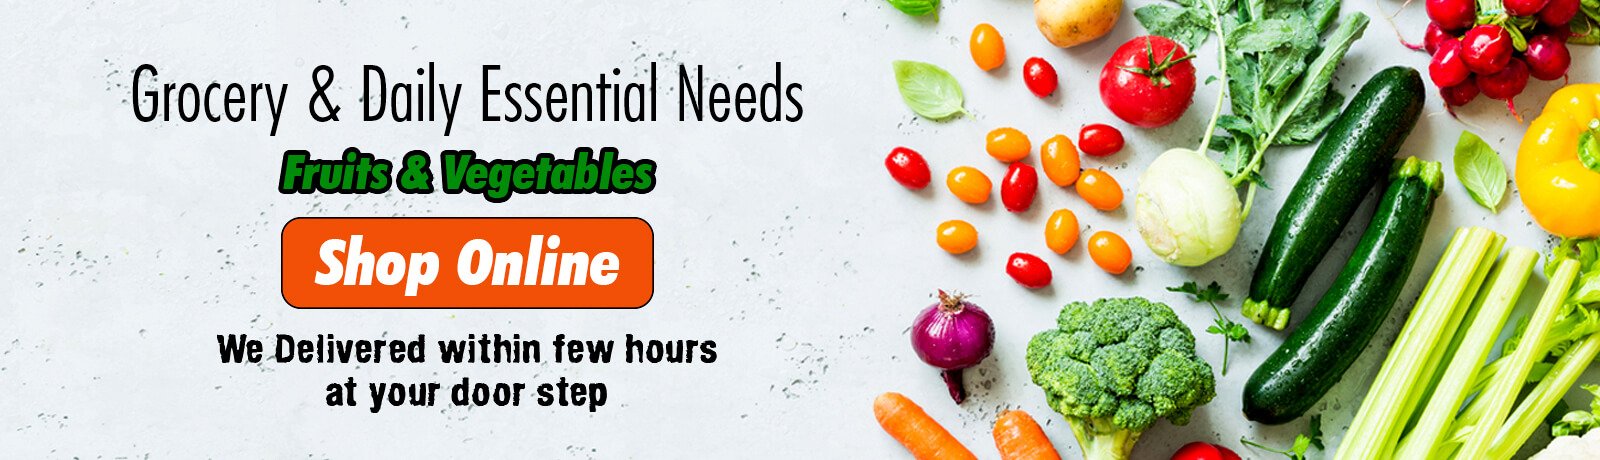 Grocery & Daily Essential Needs
Fruits & Vegetables
Shop Online
We Delivered within few hours
at your door step